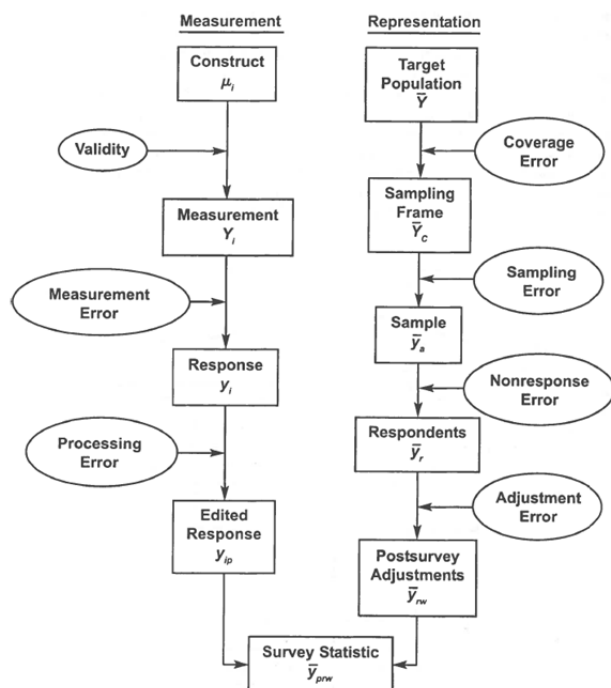 Measurement
Construct
μi
Validity
Measurement
Yi
Measurement
Error
Response
yi
Processing
Error
Edited
Response
yip
Representation
Target
Population
Ȳ
Coverage
Error
Sampling
Frame
Ȳc
Sampling
Error
Sample
ȳa
Nonresponse
Error
Respondents
ȳr
Adjustment
Error
Postsurvey
Adjustments
ȳrw
Survey Statistic
ȳprw